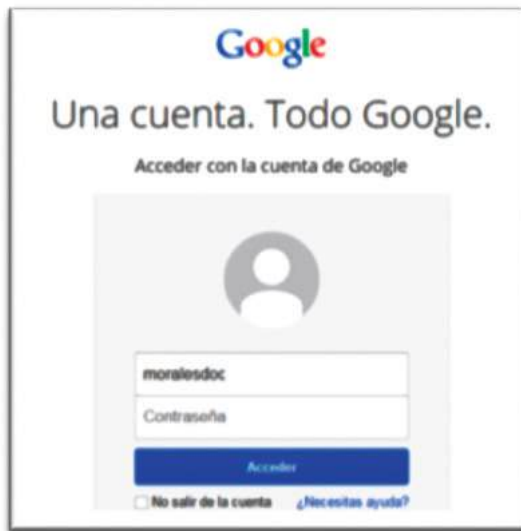 Google
Una cuenta. Todo Google.
Acceder con la cuenta de Google
moralesdoc
Contraseña
Acceder
No salir de la cuenta ¿Necesitas ayuda?